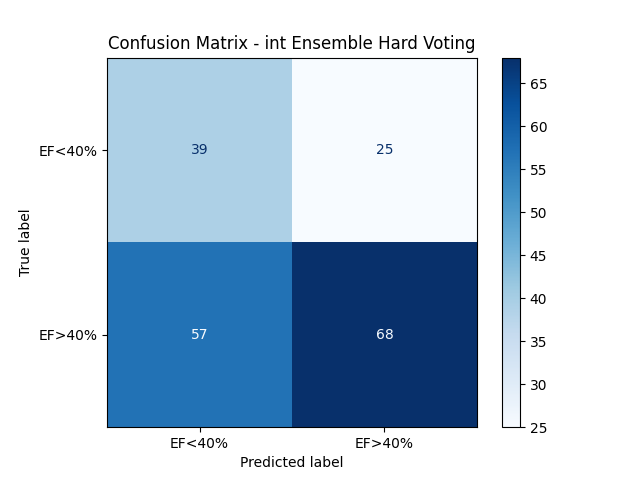 Confusion Matrix - int Ensemble Hard Voting
True label
EF<40%
39
25
EF>40%
57
68
EF<40%
EF>40%
Predicted label
65
60
55
50
45
40
35
30
25